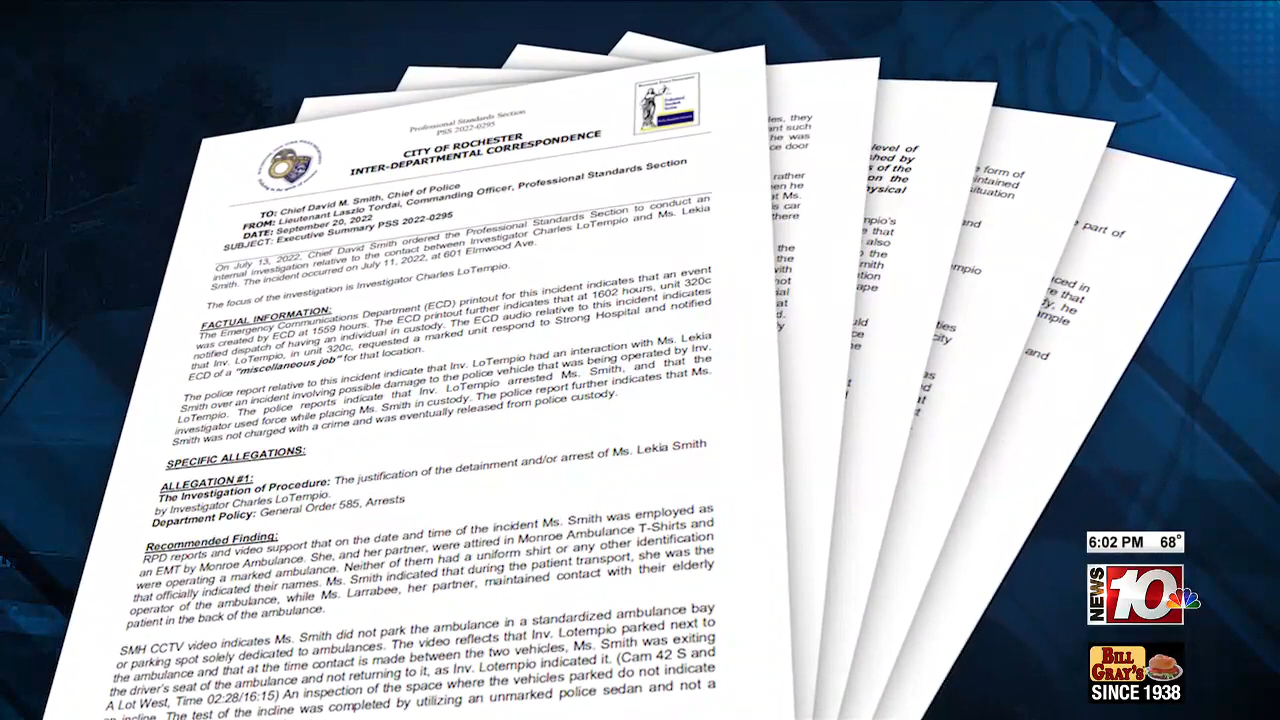 Professional Standards Section
PSS 2022-0295
CITY OF ROCHESTER
INTER-DEPARTMENTAL CORRESPONDENCE
TO: Chief David M. Smith, Chief of Police
FROM: Lieutenant Laszlo Tordai, Commanding Officer, Professional Standards Section
DATE: September 20, 2022
SUBJECT: Executive Summary PSS 2022-0295
On July 13, 2022, Chief David Smith ordered the Professional Standards Section to conduct an
internal investigation relative to the contact between Investigator Charles LoTempio and Ms. Lekia
Smith. The incident occurred on July 11, 2022, at 601 Elmwood Ave.
The focus of the investigation is Investigator Charles LoTempio.
FACTUAL INFORMATION:
The Emergency Communications Department (ECD) printout for this incident indicates that an event
was created by ECD at 1559 hours. The ECD printout further indicates that at 1602 hours, unit 320c
notified dispatch of having an individual in custody. The ECD audio relative to this incident indicates
that Inv. LoTempio, in unit 320c, requested a marked unit respond to Strong Hospital and notified
ECD of a "miscellaneous job" for that location.
The police report relative to this incident indicate that Inv. LoTempio had an interaction with Ms. Lekia
Smith over an incident involving possible damage to the police vehicle that was being operated by Inv.
LoTempio. The police reports indicate that Inv. LoTempio arrested Ms. Smith, and that the
investigator used force while placing Ms. Smith in custody. The police report further indicates that Ms.
Smith was not charged with a crime and was eventually released from police custody.
SPECIFIC ALLEGATIONS:
ALLEGATION #1:
The Investigation of Procedure: The justification of the detainment and/or arrest of Ms. Lekia Smith
by Investigator Charles LoTempio.
Department Policy: General Order 585, Arrests
Recommended Finding:
RPD reports and video support that on the date and time of the incident Ms. Smith was employed as
an EMT by Monroe Ambulance. She, and her partner, were attired in Monroe Ambulance T-Shirts and
were operating a marked ambulance. Neither of them had a uniform shirt or any other identification
that officially indicated their names. Ms. Smith indicated that during the patient transport, she was the
operator of the ambulance, while Ms. Larrabee, her partner, maintained contact with their elderly
patient in the back of the ambulance.
SMH CCTV video indicates Ms. Smith did not park the ambulance in a standardized ambulance bay
or parking spot solely dedicated to ambulances. The video reflects that Inv. Lotempio parked next to
the ambulance and that at the time contact is made between the two vehicles, Ms. Smith was exiting
the driver's seat of the ambulance and not returning to it, as Inv. Lotempio indicated it. (Cam 42 S and
A Lot West, Time 02:28/16:15) An inspection of the space where the vehicles parked do not indicate
an incline. The test of the incline was completed by utilizing an unmarked police sedan and not a
6:02 PM 68°
NEWS 10
BILL GRAY'S
SINCE 1938